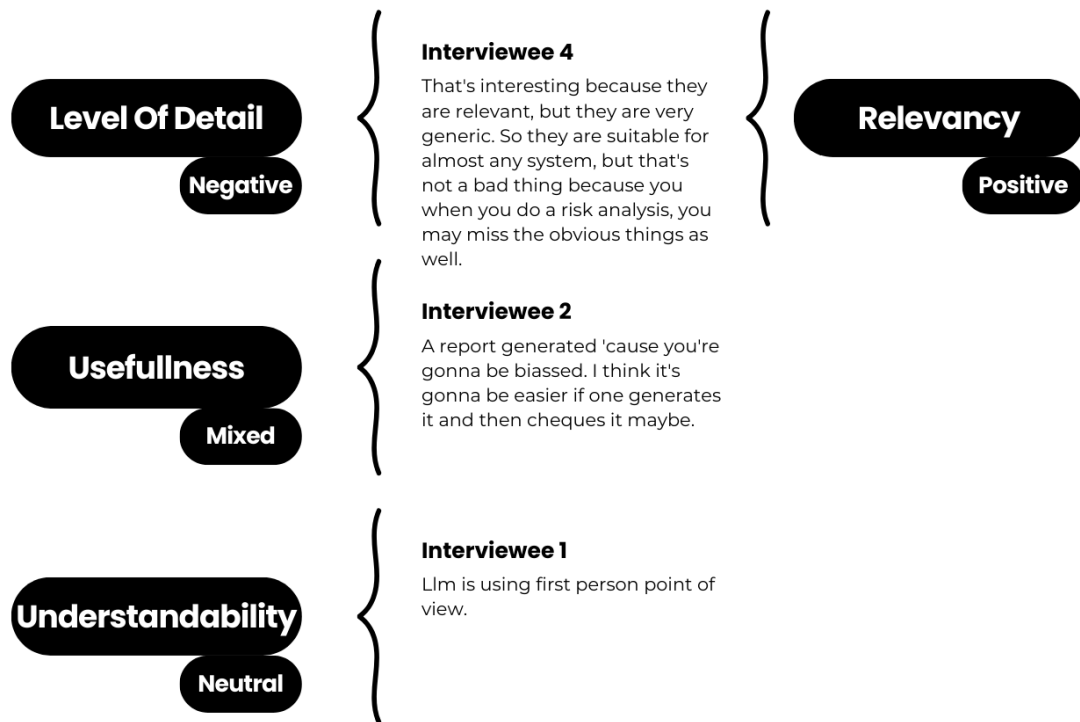 Level Of Detail
Negative
Interviewee 4
That's interesting because they
are relevant, but they are very
generic. So they are suitable for
almost any system, but that's
not a bad thing because you
when you do a risk analysis, you
may miss the obvious things as
well.
Relevancy
Positive
Usefullness
Mixed
Interviewee 2
A report generated 'cause you're
gonna be biassed. I think it's
gonna be easier if one generates
it and then cheques it maybe.
Understandability
Neutral
Interviewee 1
Llm is using first person point of
view.